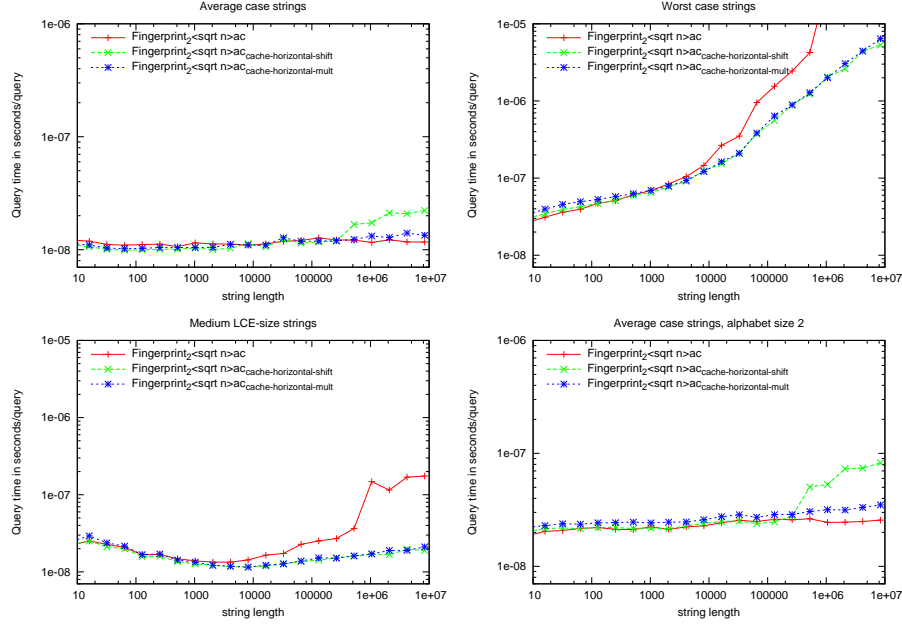 Average case strings
1e-06
1e-07
1e-08
Query time in seconds/query
Fingerprint2<sqrt n>ac
Fingerprint2<sqrt n>accache-horizontal-shift
Fingerprint2<sqrt n>accache-horizontal-mult
10 100 1000 10000 100000 1e+06 1e+07
string length
Worst case strings
1e-05
1e-06
1e-07
1e-08
Query time in seconds/query
Fingerprint2<sqrt n>ac
Fingerprint2<sqrt n>accache-horizontal-shift
Fingerprint2<sqrt n>accache-horizontal-mult
10 100 1000 10000 100000 1e+06 1e+07
string length
Medium LCE-size strings
1e-05
1e-06
1e-07
1e-08
Query time in seconds/query
Fingerprint2<sqrt n>ac
Fingerprint2<sqrt n>accache-horizontal-shift
Fingerprint2<sqrt n>accache-horizontal-mult
10 100 1000 10000 100000 1e+06 1e+07
string length
Average case strings, alphabet size 2
1e-06
1e-07
1e-08
Query time in seconds/query
Fingerprint2<sqrt n>ac
Fingerprint2<sqrt n>accache-horizontal-shift
Fingerprint2<sqrt n>accache-horizontal-mult
10 100 1000 10000 100000 1e+06 1e+07
string length